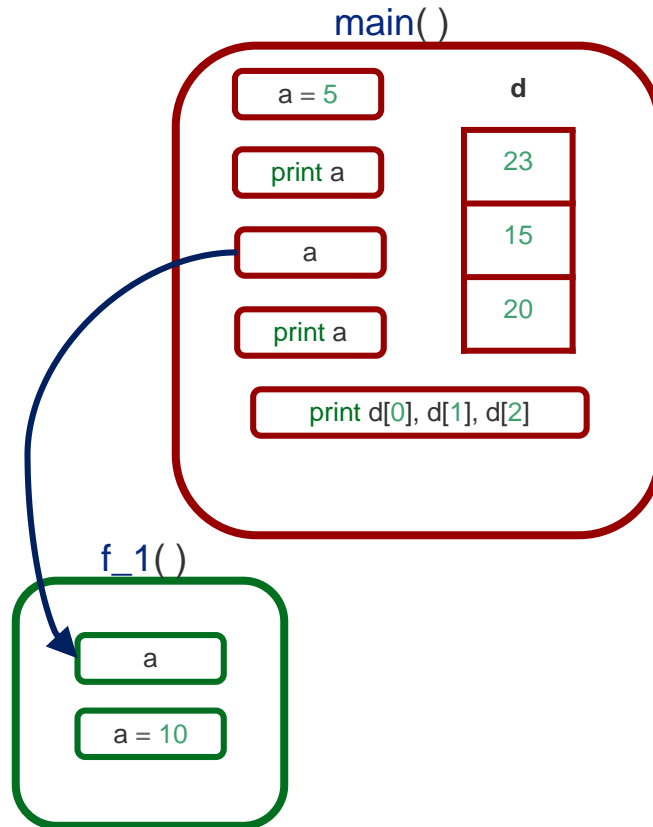 main( )
a = 5
d
print a
23
a
15
print a
20
print d[0], d[1], d[2]
f_1( )
a
a = 10